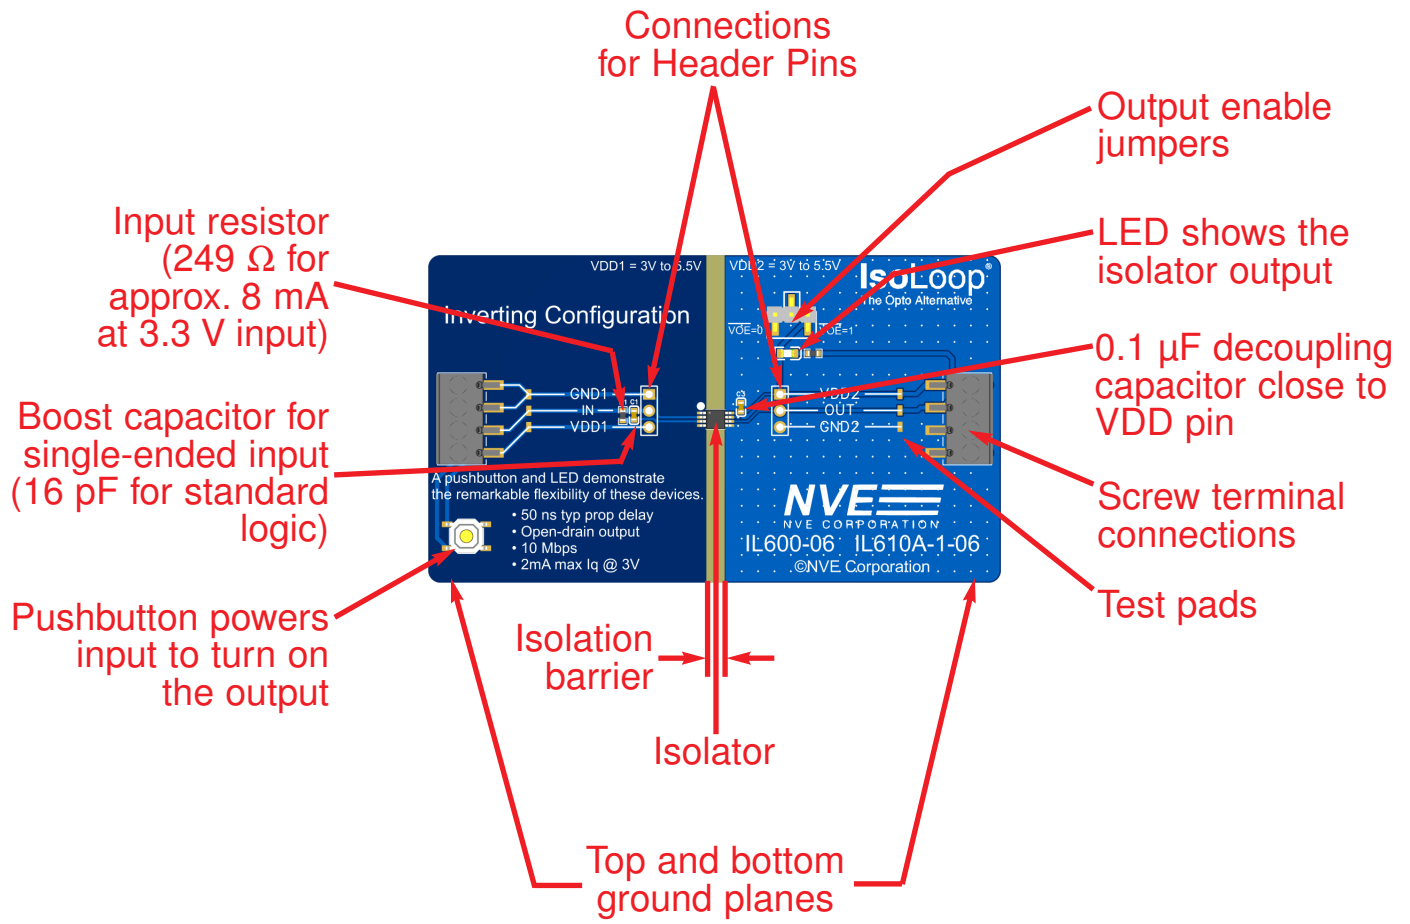 Connections
for Header Pins
Output enable
jumpers
Input resistor
(249 Ω for
approx. 8 mA
at 3.3 V input)
LED shows the
isolator output
VDD1 = 3V to 5.5V
VDD2 = 3V to 5.5V
IsoLoop®
The Opto Alternative
Inverting Configuration
VOE=0
VOE=1
0.1 µF decoupling
capacitor close to
VDD pin
Boost capacitor for
single-ended input
(16 pF for standard
logic)
GND1
IN
VDD1
C1
VDD2
OUT
GND2
A pushbutton and LED demonstrate
the remarkable flexibility of these devices.
• 50 ns typ prop delay
• Open-drain output
• 10 Mbps
• 2mA max Iq @ 3V
NVE
NVE CORPORATION
IL600-06 IL610A-1-06
©NVE Corporation
Screw terminal
connections
Test pads
Pushbutton powers
input to turn on
the output
Isolation
barrier
Isolator
Top and bottom
ground planes